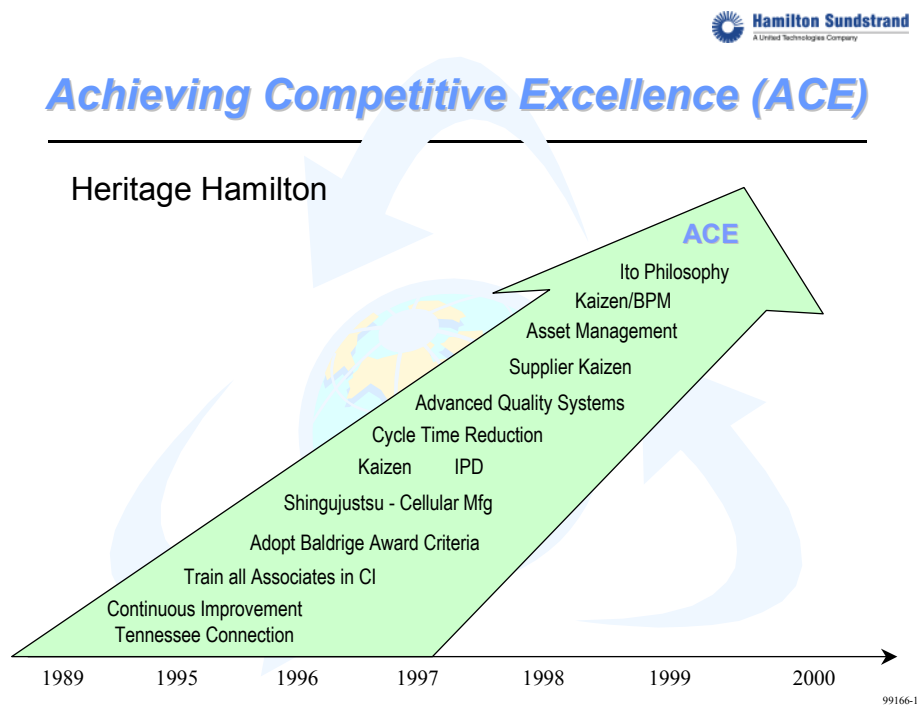 Hamilton Sundstrand
A United Technologies Company
Achieving Competitive Excellence (ACE)
Heritage Hamilton
ACE
Ito Philosophy
Kaizen/BPM
Asset Management
Supplier Kaizen
Advanced Quality Systems
Cycle Time Reduction
Kaizen IPD
Shingujustsu - Cellular Mfg
Adopt Baldrige Award Criteria
Train all Associates in CI
Continuous Improvement
Tennessee Connection
1989 1995 1996 1997 1998 1999 2000
99166-1